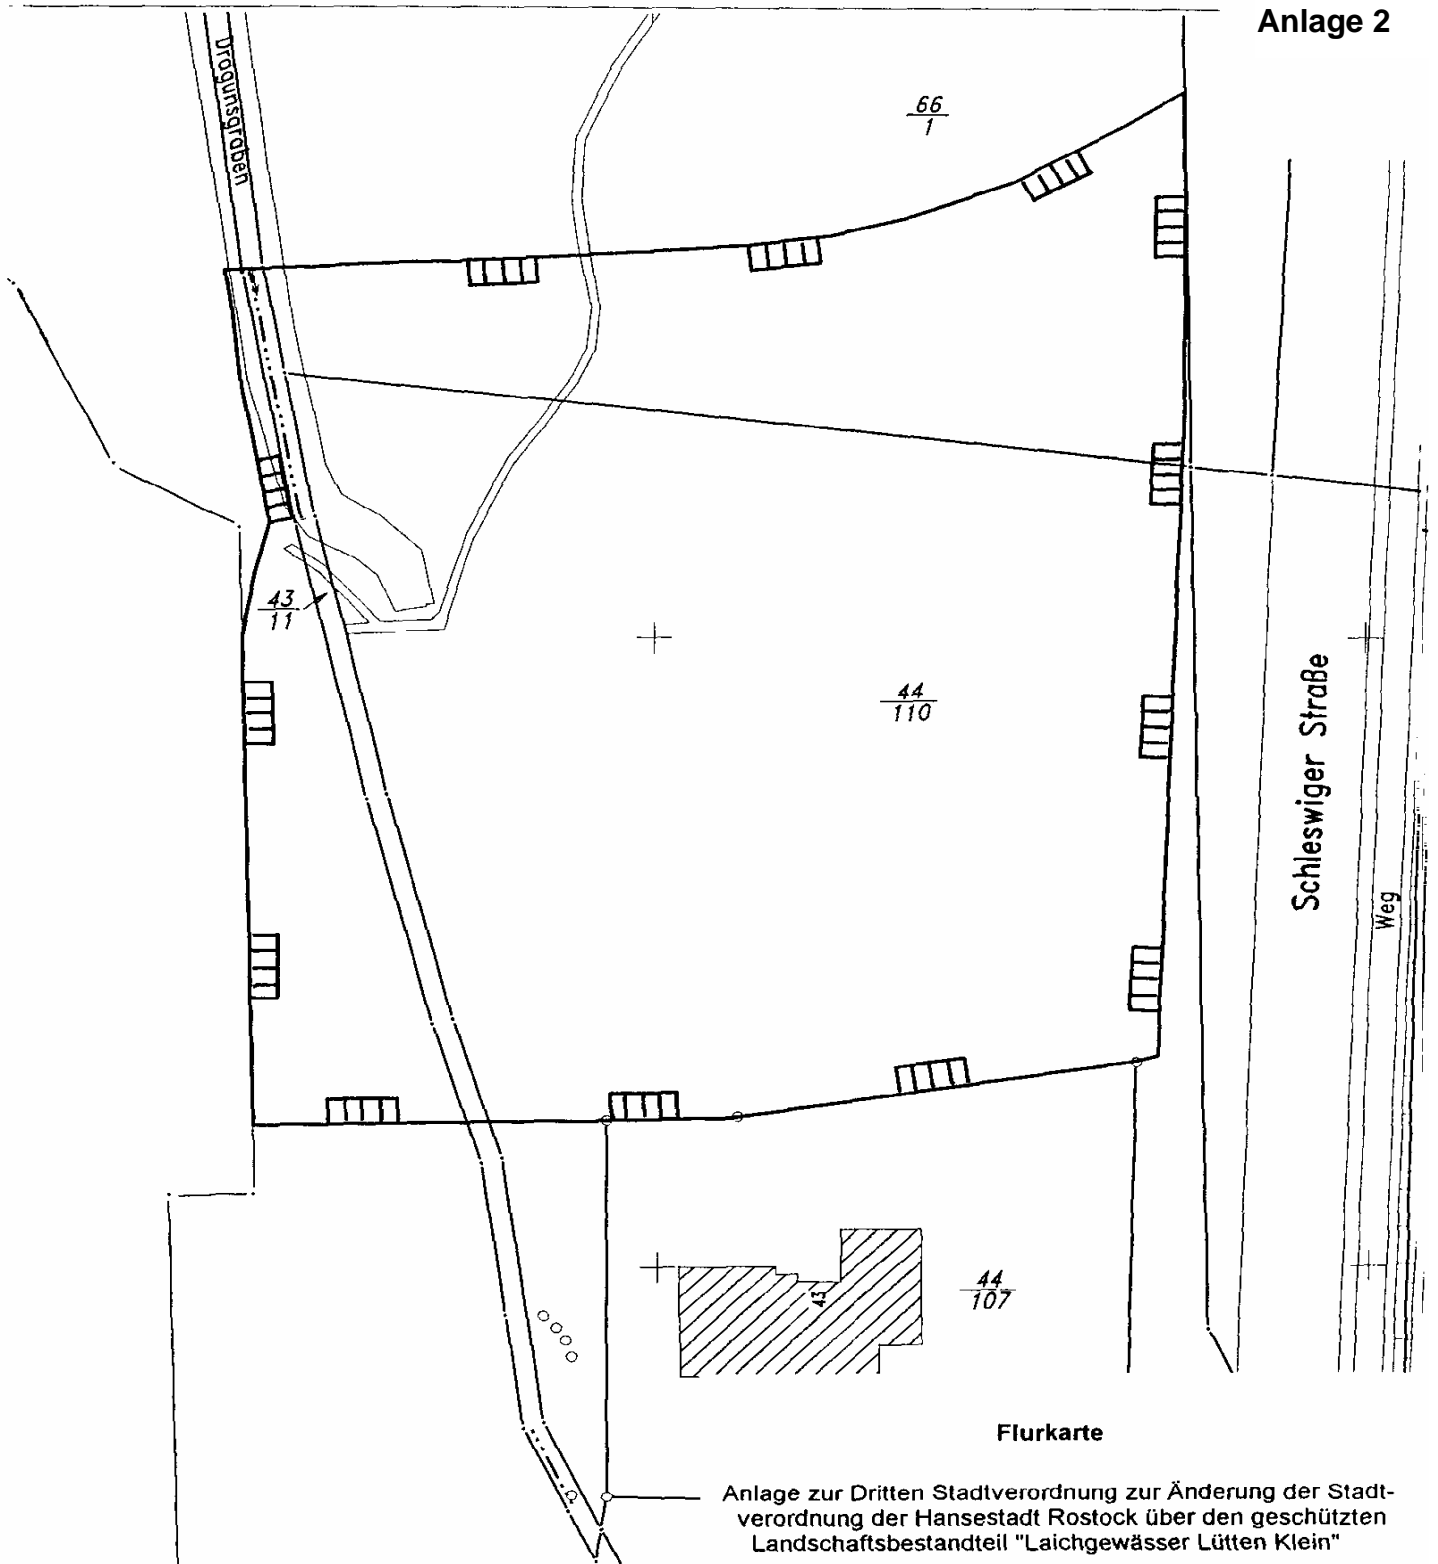 Anlage 2
Dragunsgraben
66
1
43
11
44
110
Schleswiger Straße
Weg
43
44
107
Flurkarte
Anlage zur Dritten Stadtverordnung zur Änderung der Stadt-
verordnung der Hansestadt Rostock über den geschützten
Landschaftsbestandteil "Laichgewässer Lütten Klein"